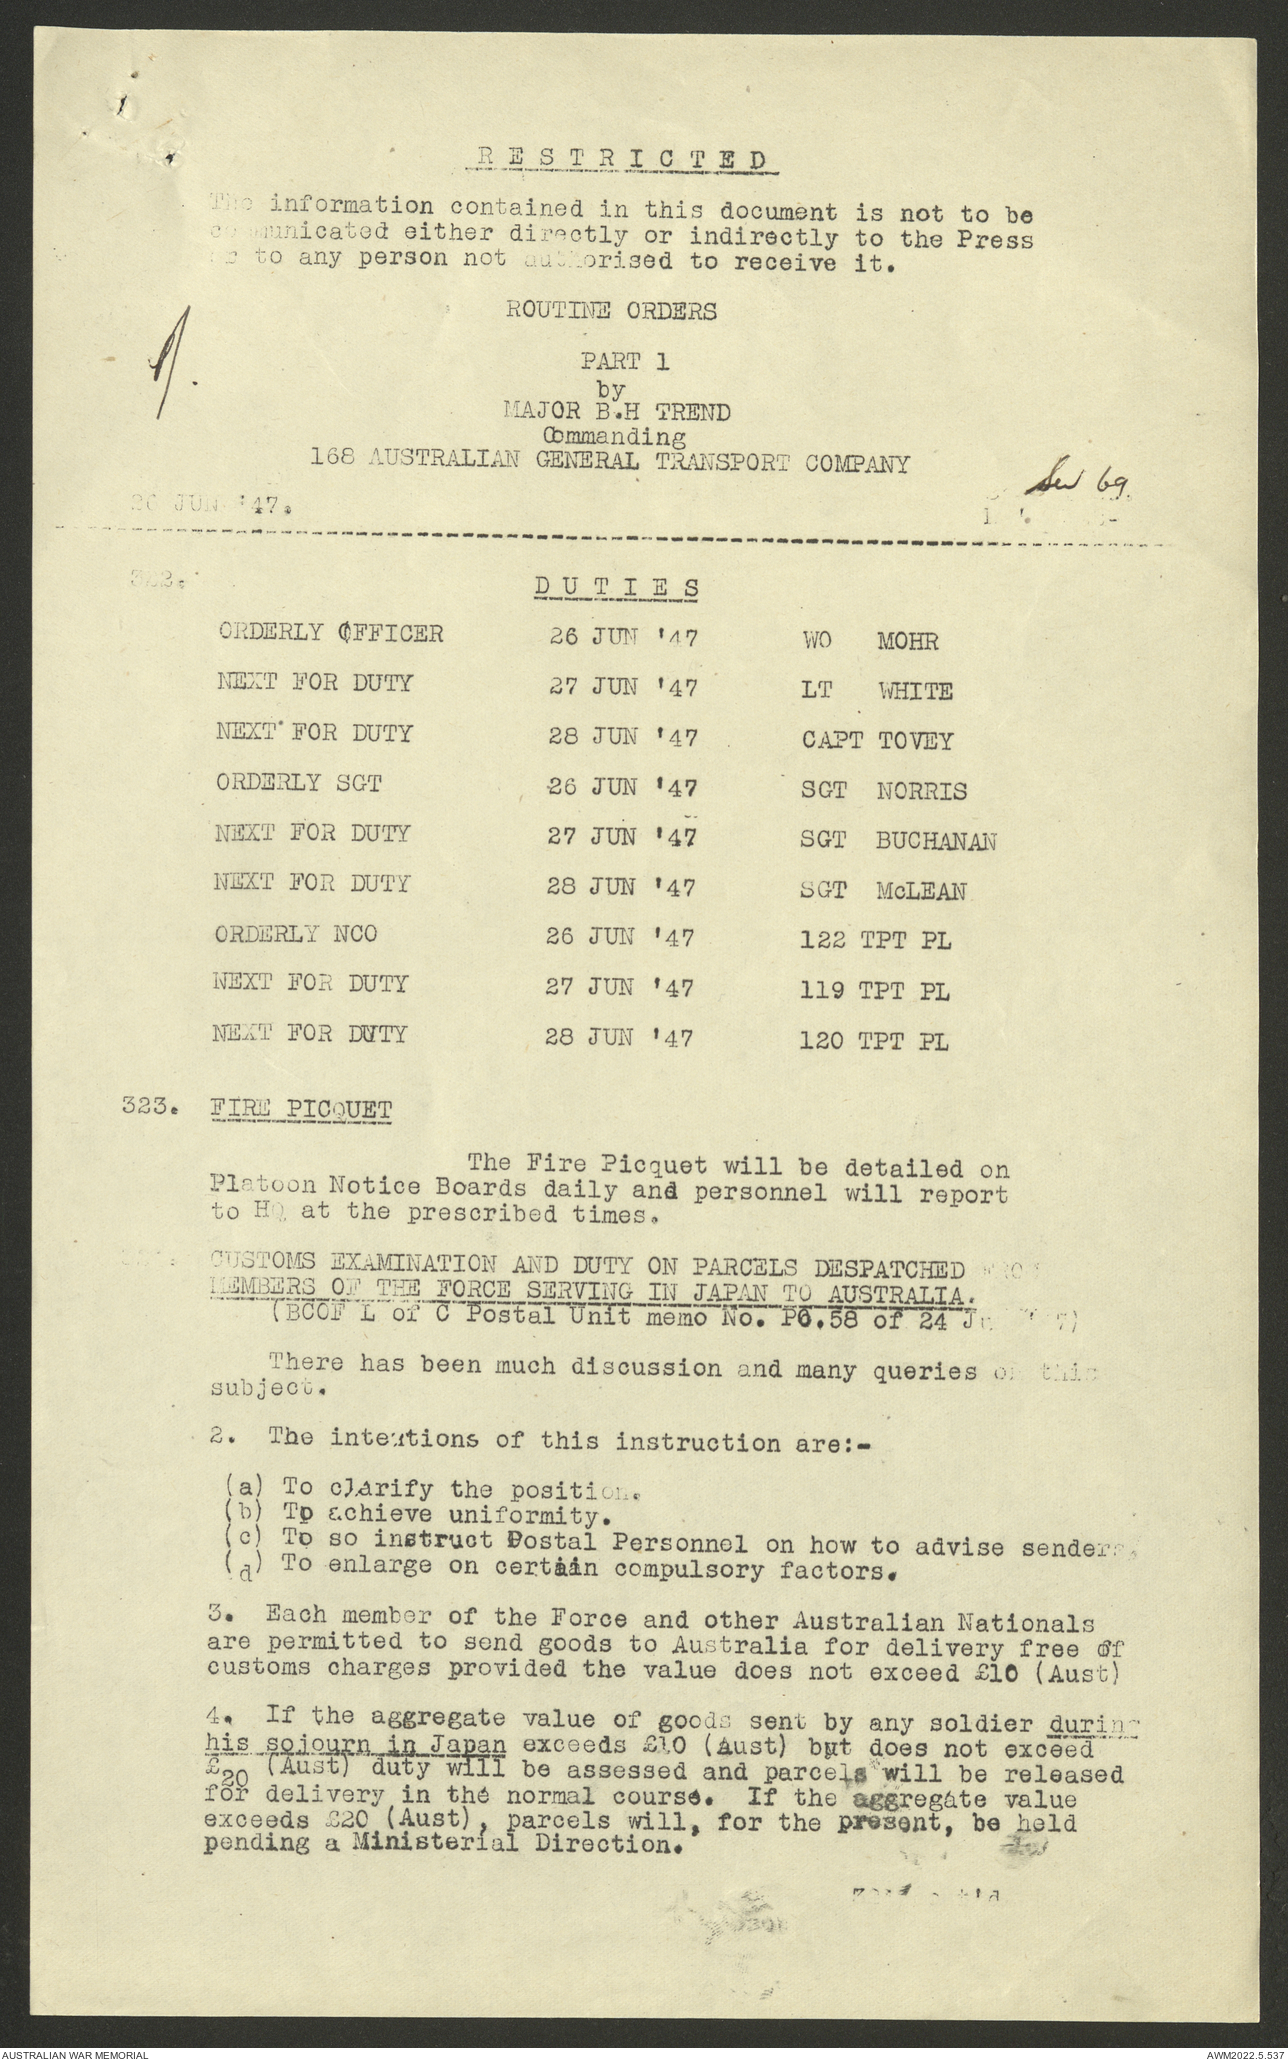 R E S T R I C T E D
The information contained in this document is not to be
communicated either directly or indirectly to the Press
or to any person not authorised to receive it.
ROUTINE ORDERS
PART 1
by
MAJOR B.H TREND
Commanding
168 AUSTRALIAN GENERAL TRANSPORT COMPANY
Ser 69.
26 JUN '47.
322.
D U T I E S
ORDERLY OFFICER 26 JUN '47 WO MOHR
NEXT FOR DUTY 27 JUN '47 LT WHITE
NEXT FOR DUTY 28 JUN '47 CAPT TOVEY
ORDERLY SGT 26 JUN '47 SGT NORRIS
NEXT FOR DUTY 27 JUN '47 SGT BUCHANAN
NEXT FOR DUTY 28 JUN '47 SGT McLEAN
ORDERLY NCO 26 JUN '47 122 TPT PL
NEXT FOR DUTY 27 JUN '47 119 TPT PL
NEXT FOR DUTY 28 JUN '47 120 TPT PL
323. FIRE PICQUET
The Fire Picquet will be detailed on
Platoon Notice Boards daily and personnel will report
to HQ at the prescribed times.
CUSTOMS EXAMINATION AND DUTY ON PARCELS DESPATCHED FROM
MEMBERS OF THE FORCE SERVING IN JAPAN TO AUSTRALIA.
(BCOF L of C Postal Unit memo No. PO.58 of 24 Ju 7)
There has been much discussion and many queries on this
subject.
2. The intentions of this instruction are:-
(a) To clarify the position.
(b) To achieve uniformity.
(c) To so instruct Postal Personnel on how to advise senders.
(d) To enlarge on certain compulsory factors.
3. Each member of the Force and other Australian Nationals
are permitted to send goods to Australia for delivery free of
customs charges provided the value does not exceed £10 (Aust)
4. If the aggregate value of goods sent by any soldier during
his sojourn in Japan exceeds £10 (Aust) but does not exceed
£20 (Aust) duty will be assessed and parcels will be released
for delivery in the normal course. If the aggregate value
exceeds £20 (Aust), parcels will, for the present, be held
pending a Ministerial Direction.
AUSTRALIAN WAR MEMORIAL
AWM2022.5.537